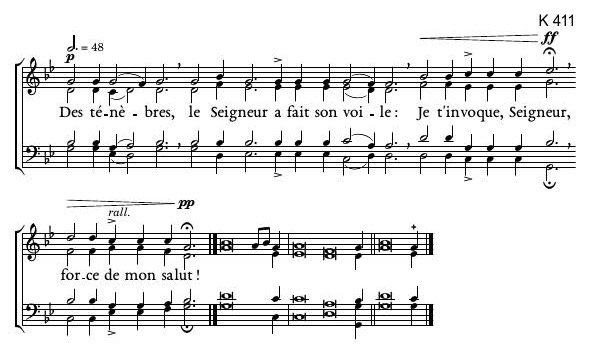 K 411
𝅗𝅥. = 48
p ff
Des té-nè-bres, le Seigneur a fait son voi-le: Je t'invoque, Seigneur,
rall. pp
for-ce de mon salut !